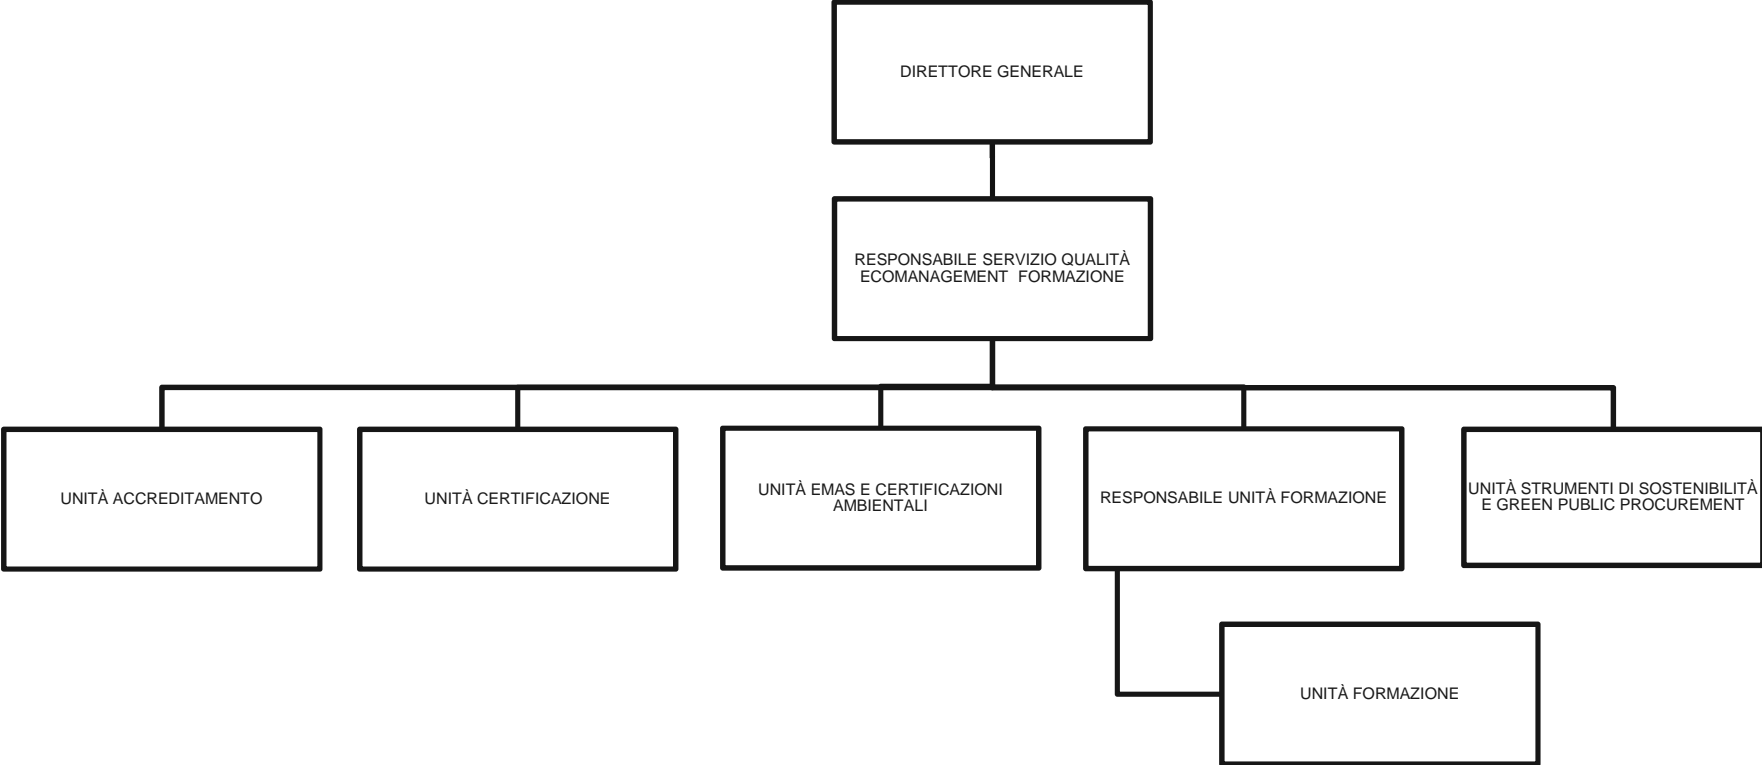 DIRETTORE GENERALE
RESPONSABILE SERVIZIO QUALITÀ
ECOMANAGEMENT  FORMAZIONE
UNITÀ ACCREDITAMENTO
UNITÀ CERTIFICAZIONE
UNITÀ EMAS E CERTIFICAZIONI
AMBIENTALI
RESPONSABILE UNITÀ FORMAZIONE
UNITÀ STRUMENTI DI SOSTENIBILITÀ
E GREEN PUBLIC PROCUREMENT
UNITÀ FORMAZIONE